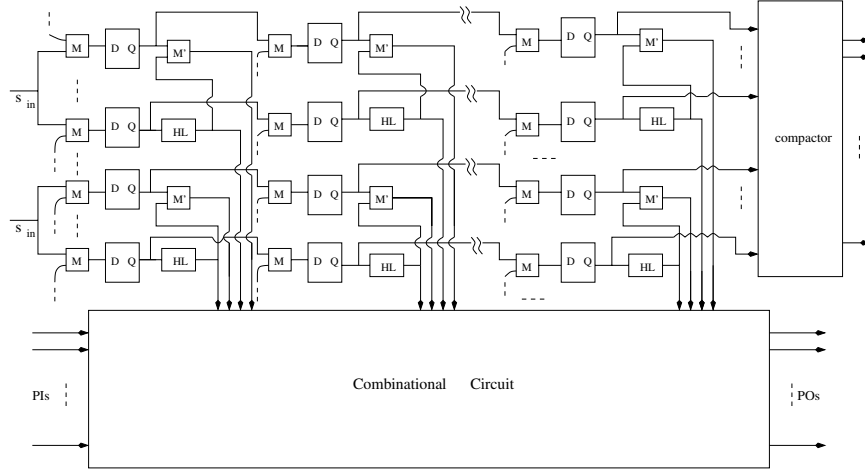 M D Q M' M D Q M' M D Q M'
s in
M D Q HL M D Q HL M D Q HL
compactor
M D Q M' M D Q M' M D Q M'
s in
M D Q HL M D Q HL M D Q HL
Combinational Circuit
PIs
POs